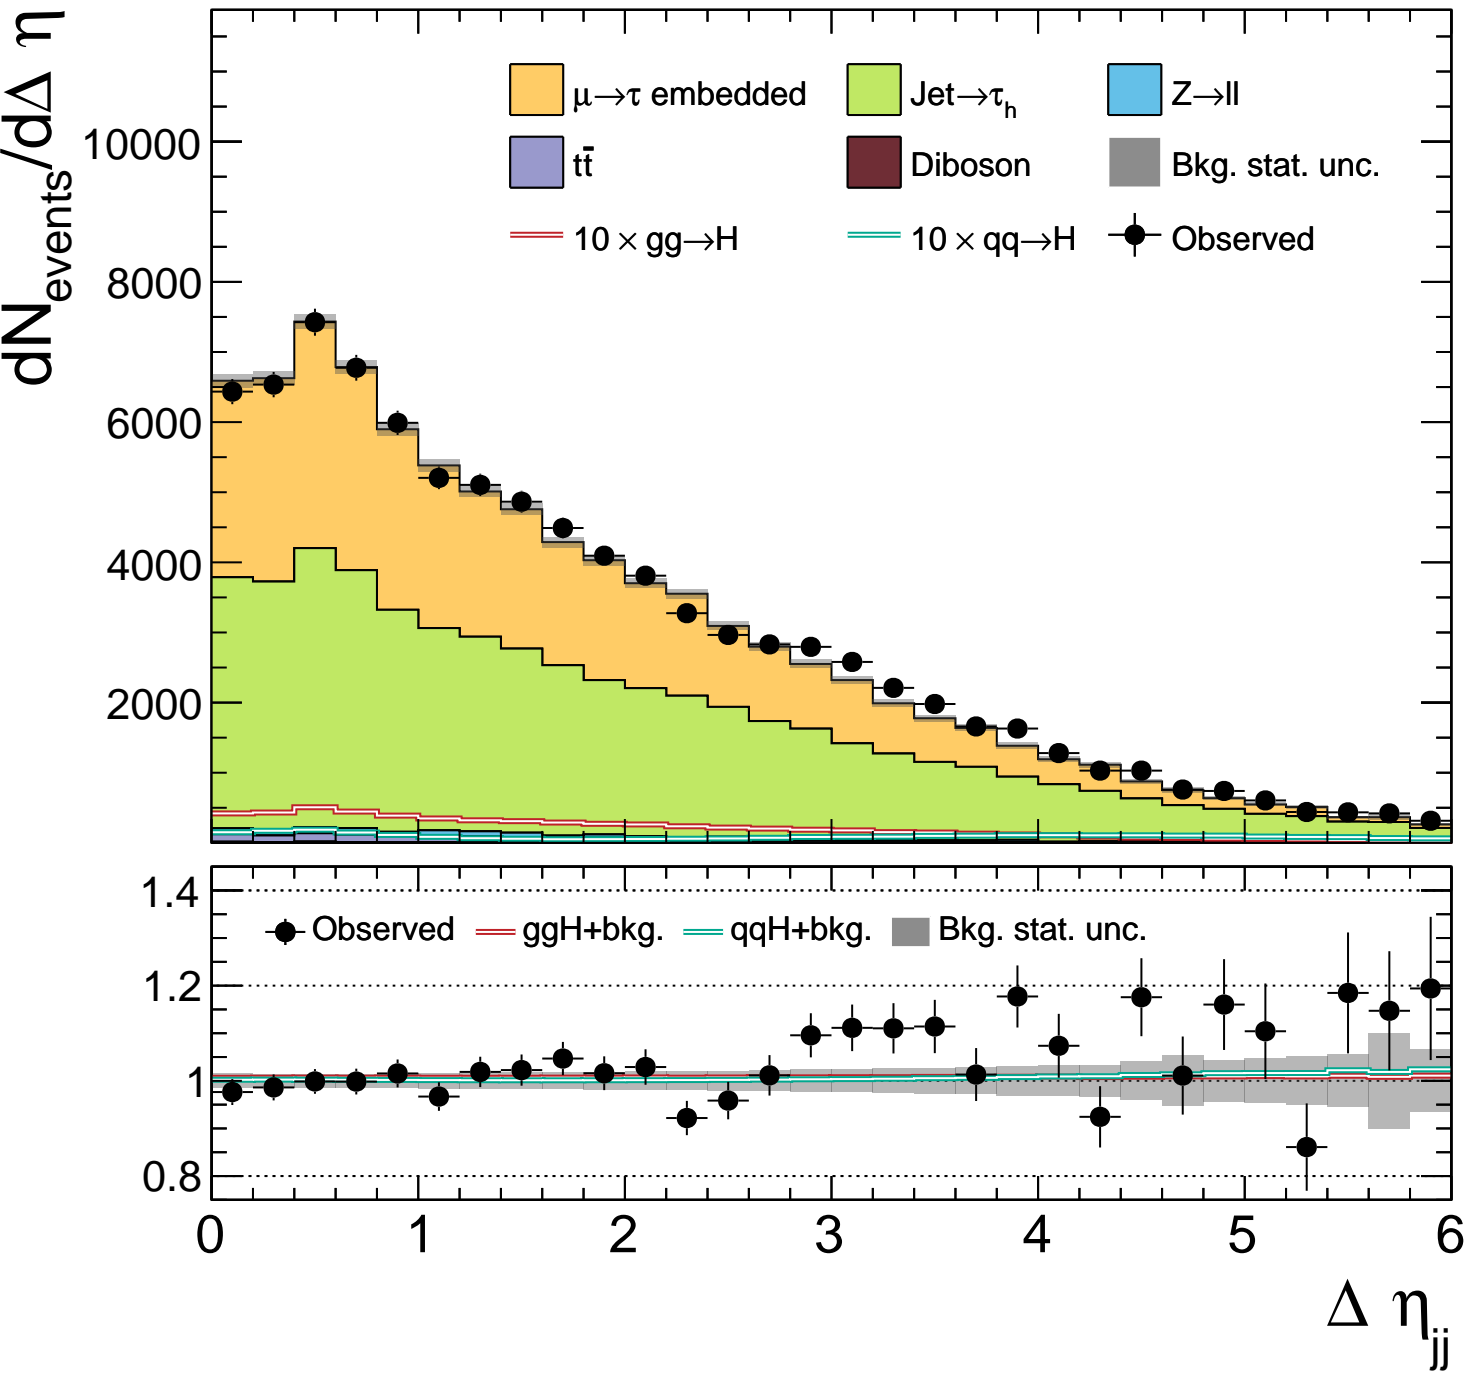 dN_events/dΔ η
μ→τ embedded Jet→τ_h Z→ll
tt̄ Diboson Bkg. stat. unc.
10 × gg→H 10 × qq→H Observed
10000
8000
6000
4000
2000
Observed ggH+bkg. qqH+bkg. Bkg. stat. unc.
1.4
1.2
1
0.8
0 1 2 3 4 5 6
Δ η_jj